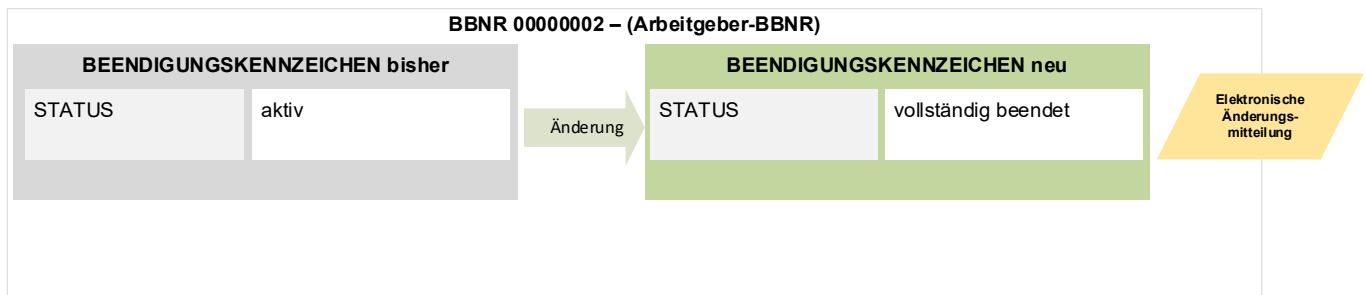 BBNR 00000002 – (Arbeitgeber-BBNR)
BEENDIGUNGSKENNZEICHEN bisher
STATUS
aktiv
Änderung
BEENDIGUNGSKENNZEICHEN neu
STATUS
vollständig beendet
Elektronische
Änderungs-
mitteilung